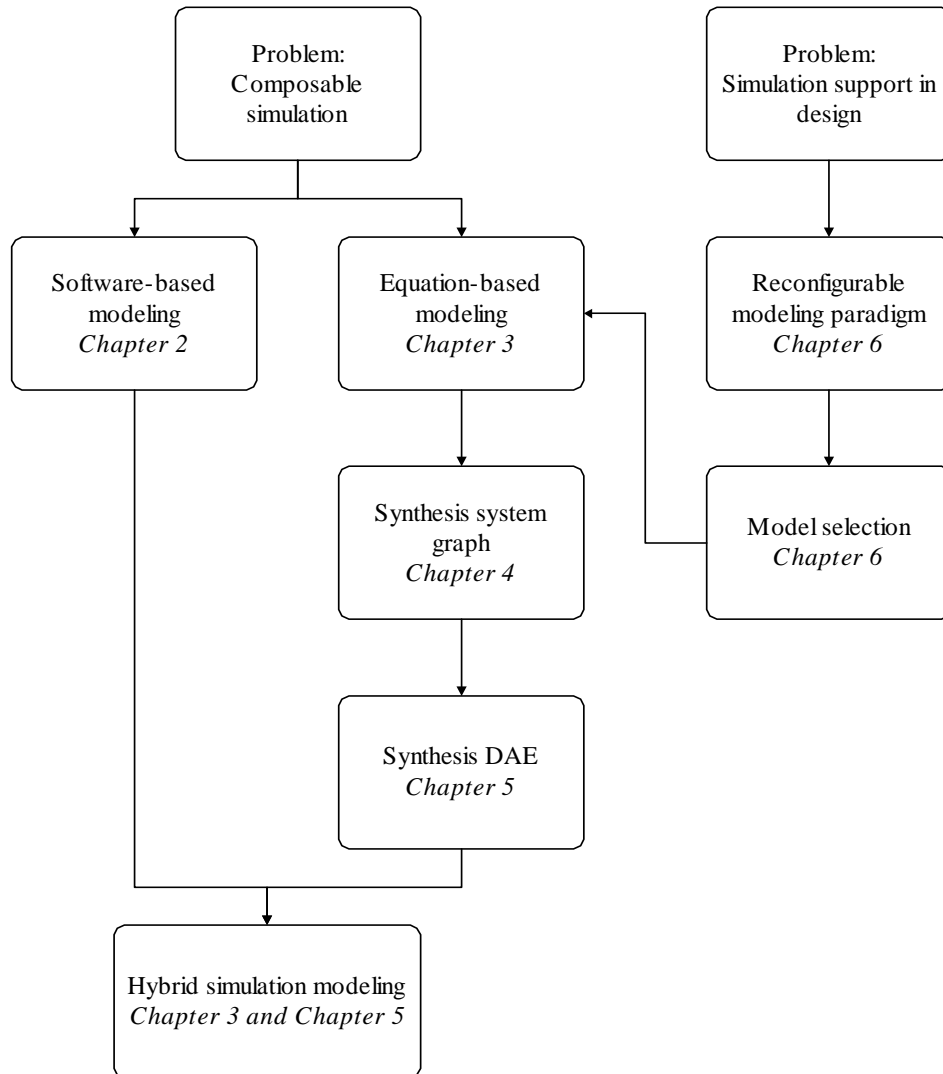 Problem:
Composable
simulation
Problem:
Simulation support in
design
Software-based
modeling
Chapter 2
Equation-based
modeling
Chapter 3
Reconfigurable
modeling paradigm
Chapter 6
Synthesis system
graph
Chapter 4
Model selection
Chapter 6
Synthesis DAE
Chapter 5
Hybrid simulation modeling
Chapter 3 and Chapter 5